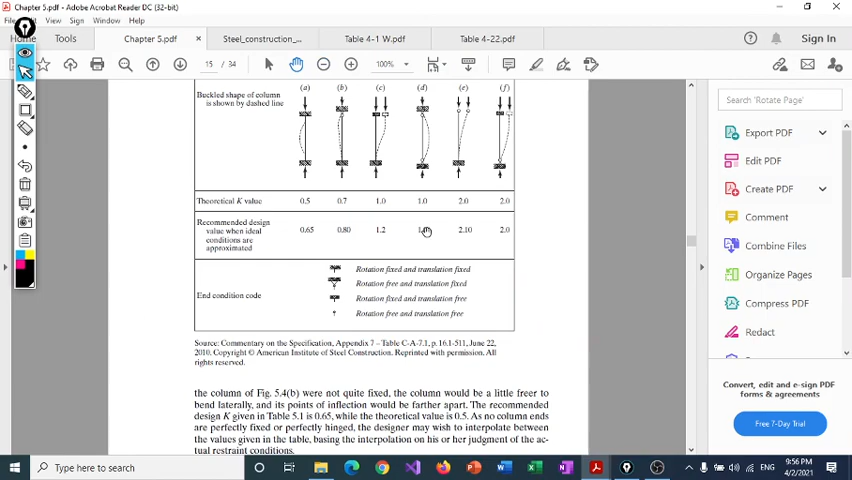 Chapter 5.pdf - Adobe Acrobat Reader DC (32-bit)
File Edit View Sign Window Help
Home Tools Chapter 5.pdf × Steel_construction_... Table 4-1 W.pdf Table 4-22.pdf Sign In
15 / 34 100%
Buckled shape of column
is shown by dashed line
(a) (b) (c) (d) (e) (f)
Theoretical K value 0.5 0.7 1.0 1.0 2.0 2.0
Recommended design
value when ideal
conditions are
approximated
0.65 0.80 1.2 2.10 2.0
End condition code
Rotation fixed and translation fixed
Rotation free and translation fixed
Rotation fixed and translation free
Rotation free and translation free
Source: Commentary on the Specification, Appendix 7 – Table C-A-7.1, p.16.1-511, June 22,
2010. Copyright © American Institute of Steel Construction. Reprinted with permission. All
rights reserved.
the column of Fig. 5.4(b) were not quite fixed, the column would be a little freer to
bend laterally, and its points of inflection would be farther apart. The recommended
design K given in Table 5.1 is 0.65, while the theoretical value is 0.5. As no column ends
are perfectly fixed or perfectly hinged, the designer may wish to interpolate between
the values given in the table, basing the interpolation on his or her judgment of the ac-
tual restraint conditions.
Search 'Rotate Page'
Export PDF
Edit PDF
Create PDF
Comment
Combine Files
Organize Pages
Compress PDF
Redact
Convert, edit and e-sign PDF
forms & agreements
Free 7-Day Trial
Type here to search
ENG
9:56 PM
4/2/2021